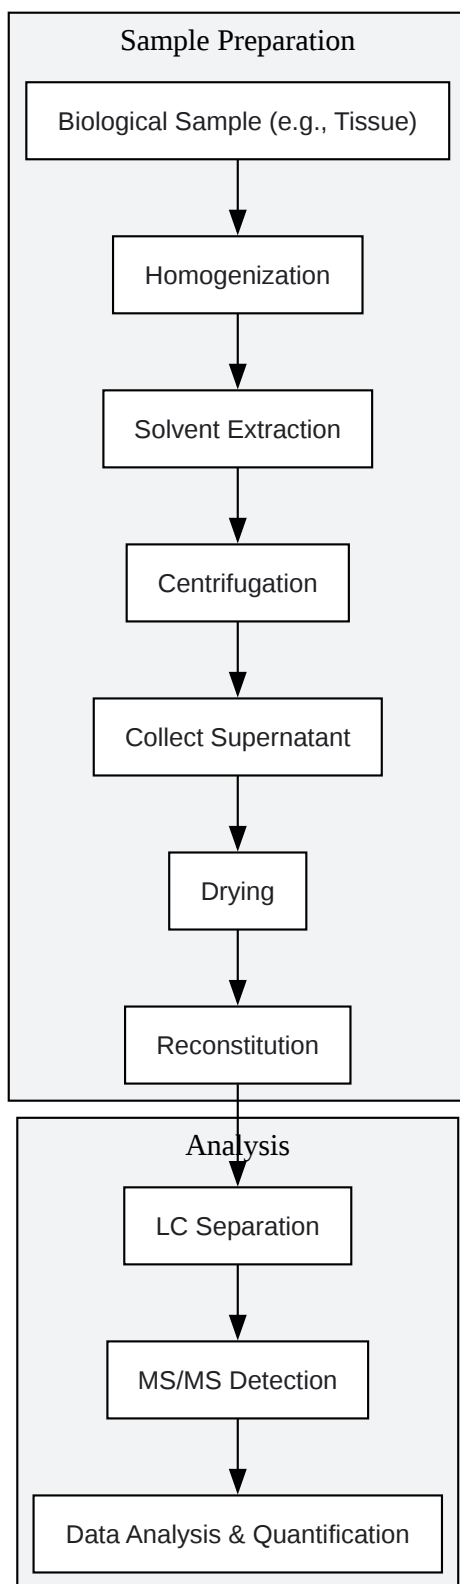 Sample Preparation
Biological Sample (e.g., Tissue)
Homogenization
Solvent Extraction
Centrifugation
Collect Supernatant
Drying
Reconstitution
Analysis
LC Separation
MS/MS Detection
Data Analysis & Quantification